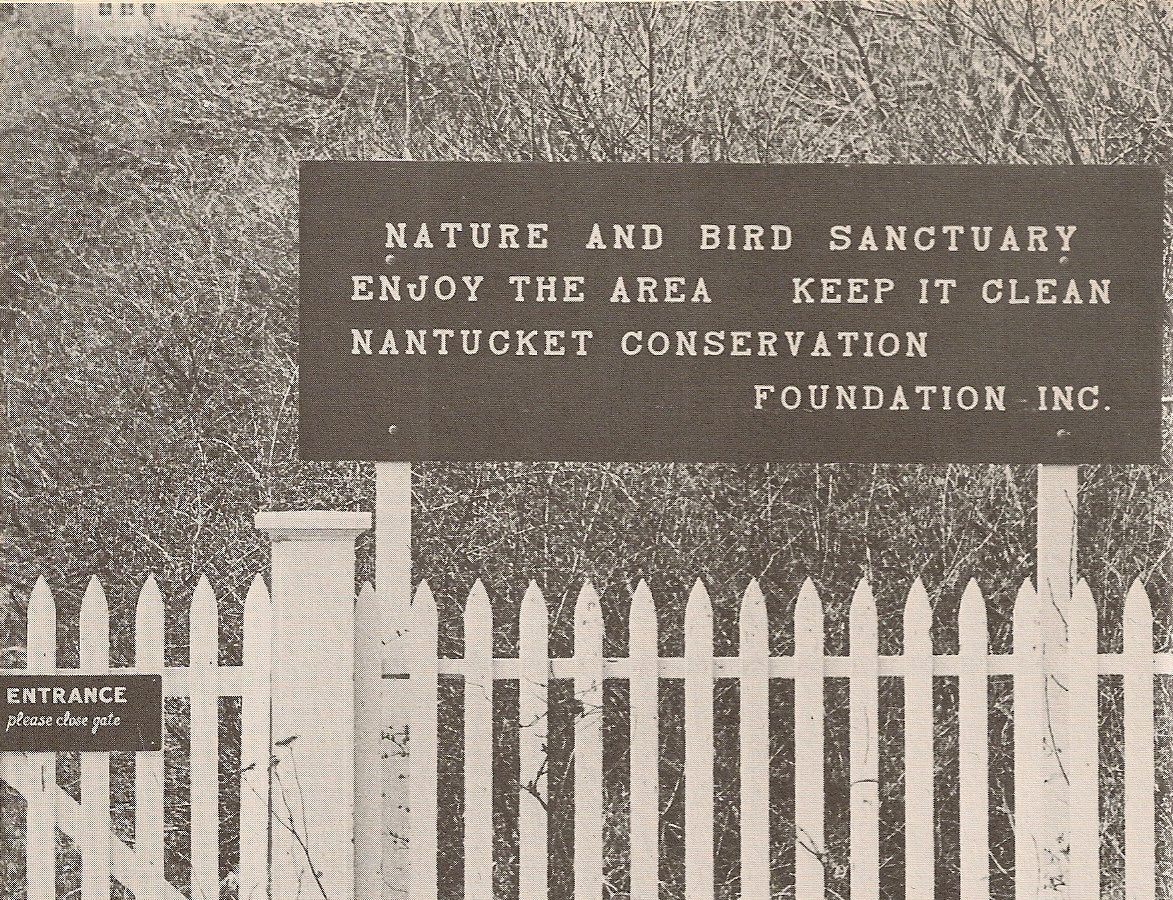 NATURE AND BIRD SANCTUARY
ENJOY THE AREA KEEP IT CLEAN
NANTUCKET CONSERVATION
FOUNDATION INC.
ENTRANCE
please close gate